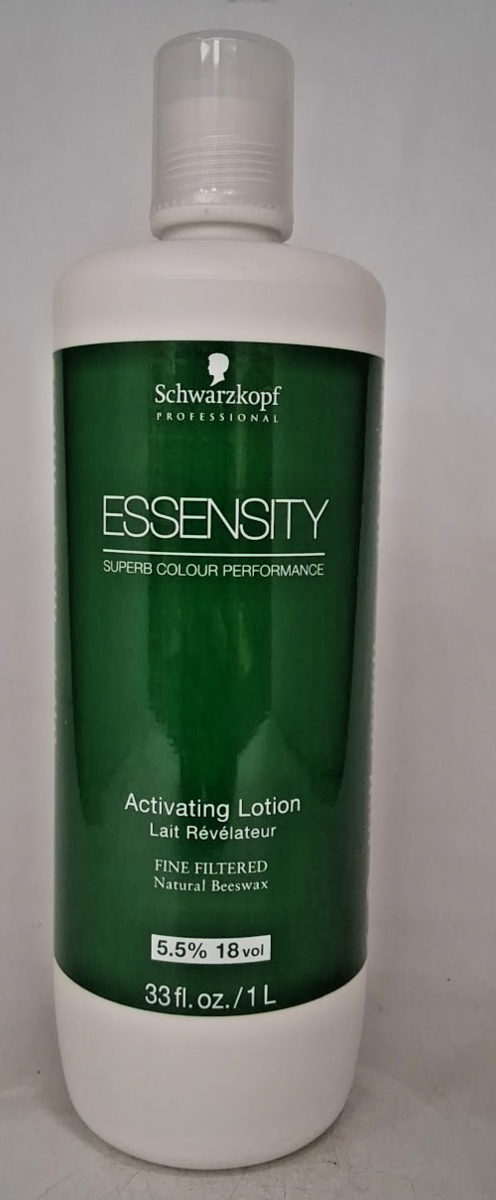 Schwarzkopf
PROFESSIONAL
ESSENSITY
SUPERB COLOUR PERFORMANCE
Activating Lotion
Lait Révélateur
FINE FILTERED
Natural Beeswax
5.5% 18 vol
33 fl. oz./1 L